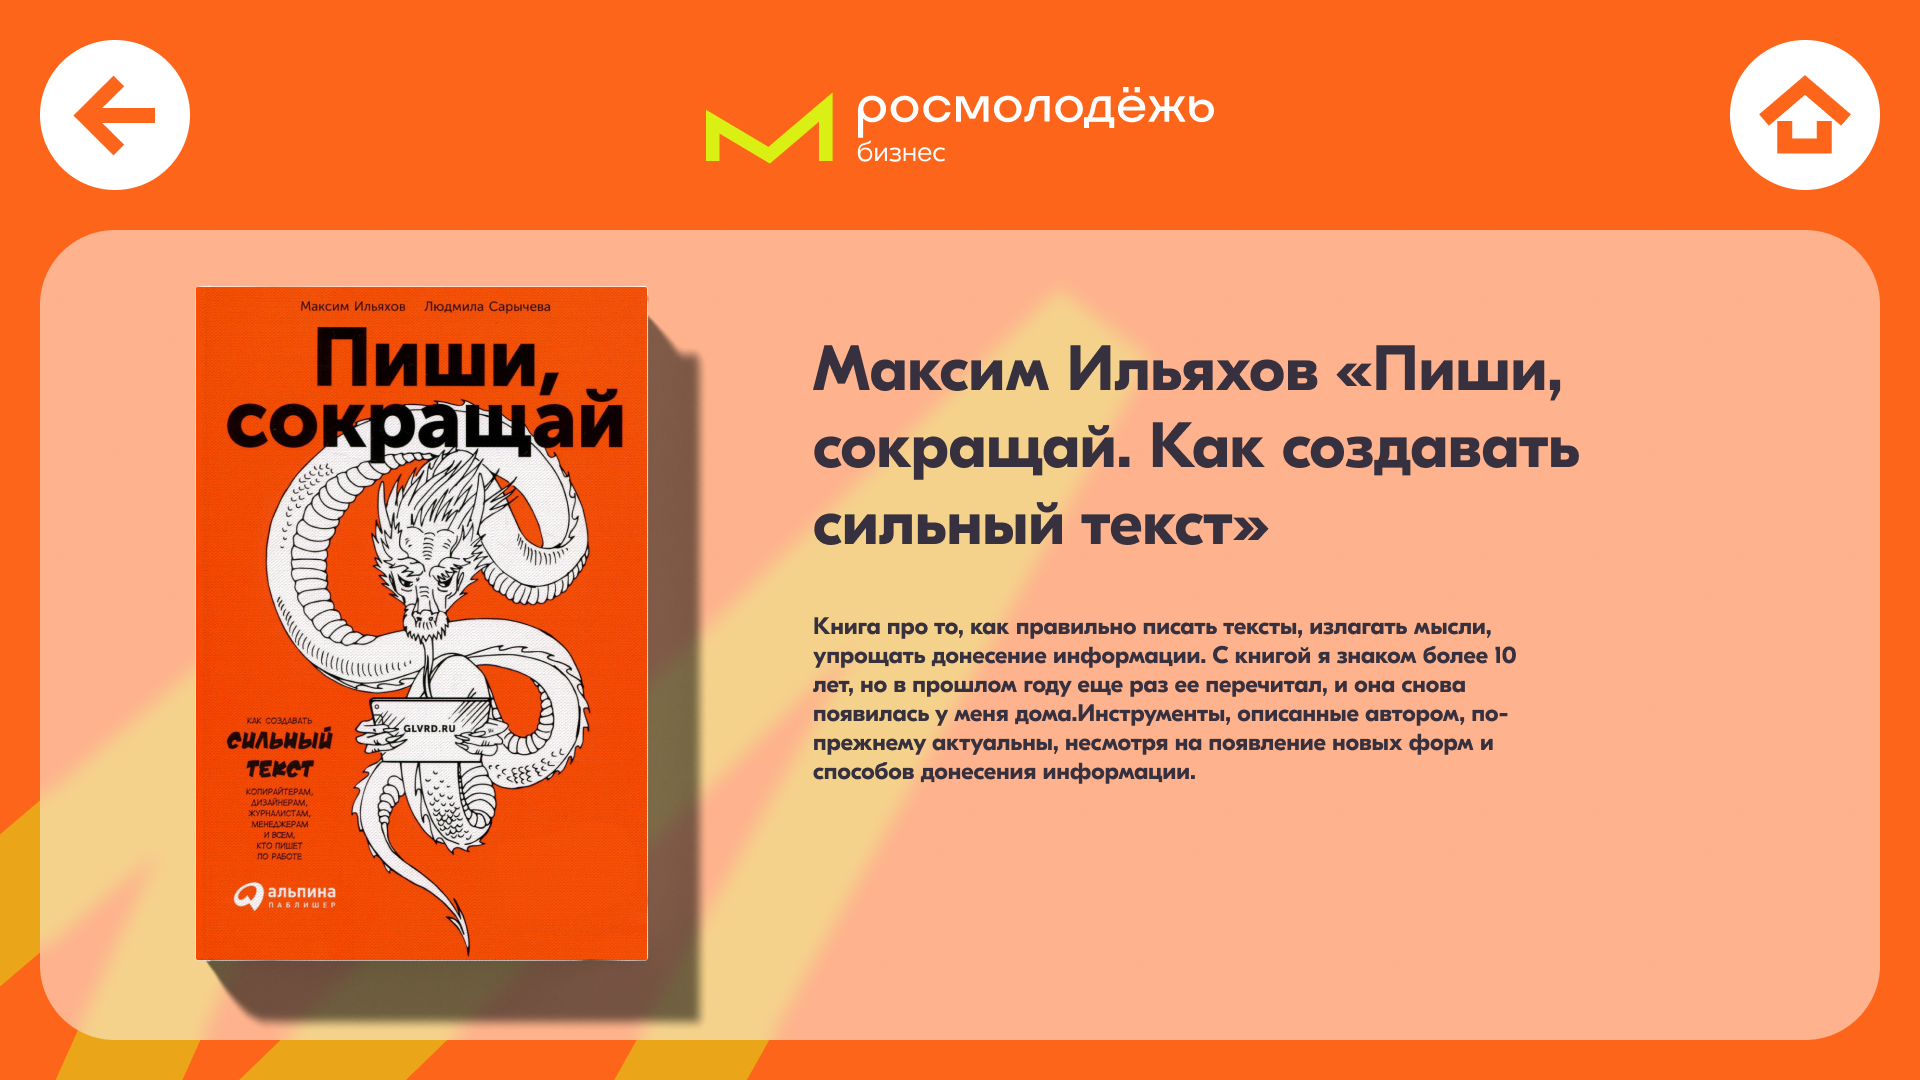 росмолодёжь
бизнес
Максим Ильяхов Людмила Сарычева
Пиши,
сокращай
GLVRD.RU
КАК СОЗДАВАТЬ
СИЛЬНЫЙ
ТЕКСТ
КОПИРАЙТЕРАМ,
ДИЗАЙНЕРАМ,
ЖУРНАЛИСТАМ,
МЕНЕДЖЕРАМ
И ВСЕМ,
КТО ПИШЕТ
ПО РАБОТЕ
альпина
ПАБЛИШЕР
Максим Ильяхов «Пиши,
сокращай. Как создавать
сильный текст»
Книга про то, как правильно писать тексты, излагать мысли,
упрощать донесение информации. С книгой я знаком более 10
лет, но в прошлом году еще раз ее перечитал, и она снова
появилась у меня дома.Инструменты, описанные автором, по-
прежнему актуальны, несмотря на появление новых форм и
способов донесения информации.